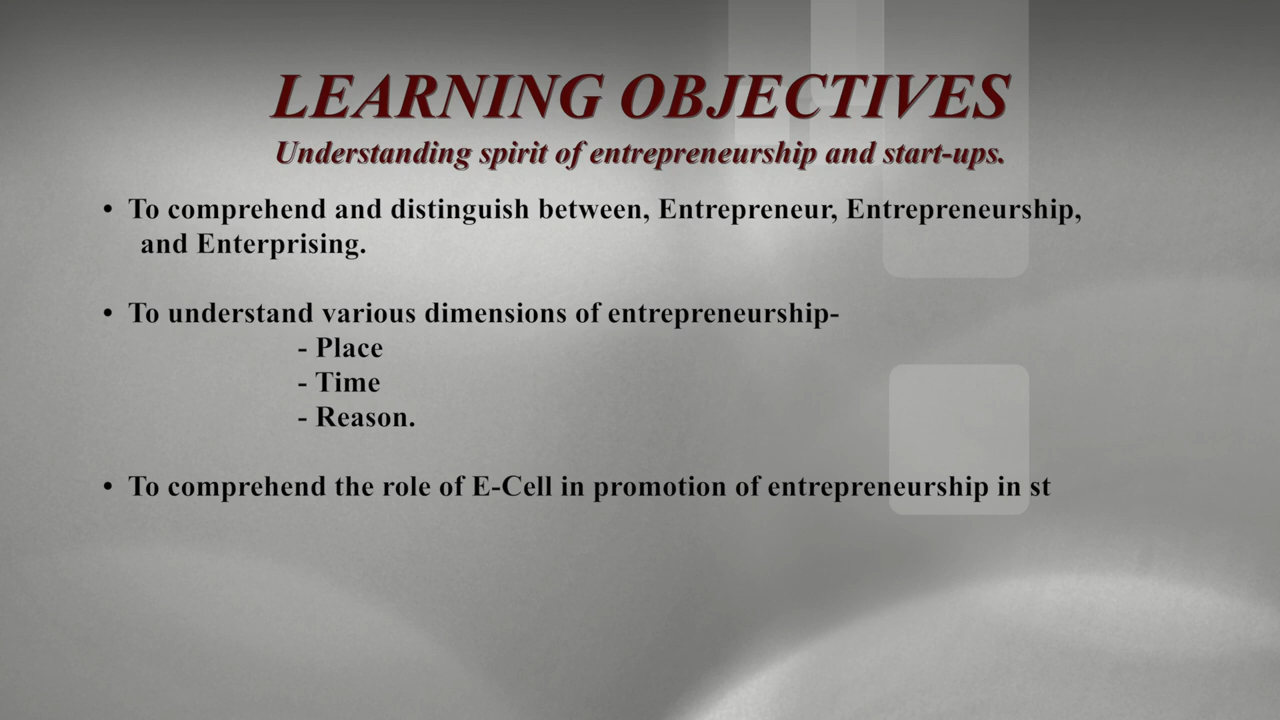 LEARNING OBJECTIVES
Understanding spirit of entrepreneurship and start-ups.
• To comprehend and distinguish between, Entrepreneur, Entrepreneurship,
and Enterprising.
• To understand various dimensions of entrepreneurship-
- Place
- Time
- Reason.
• To comprehend the role of E-Cell in promotion of entrepreneurship in st